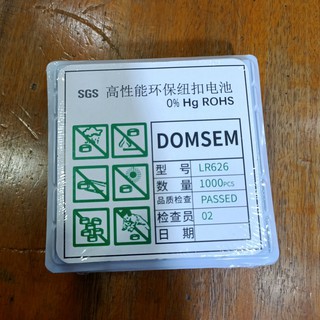 SGS 高性能环保纽扣电池
0% Hg ROHS
DOMSEM
型号 LR626
数量 1000PCS
品质检查 PASSED
检查员 02
日期